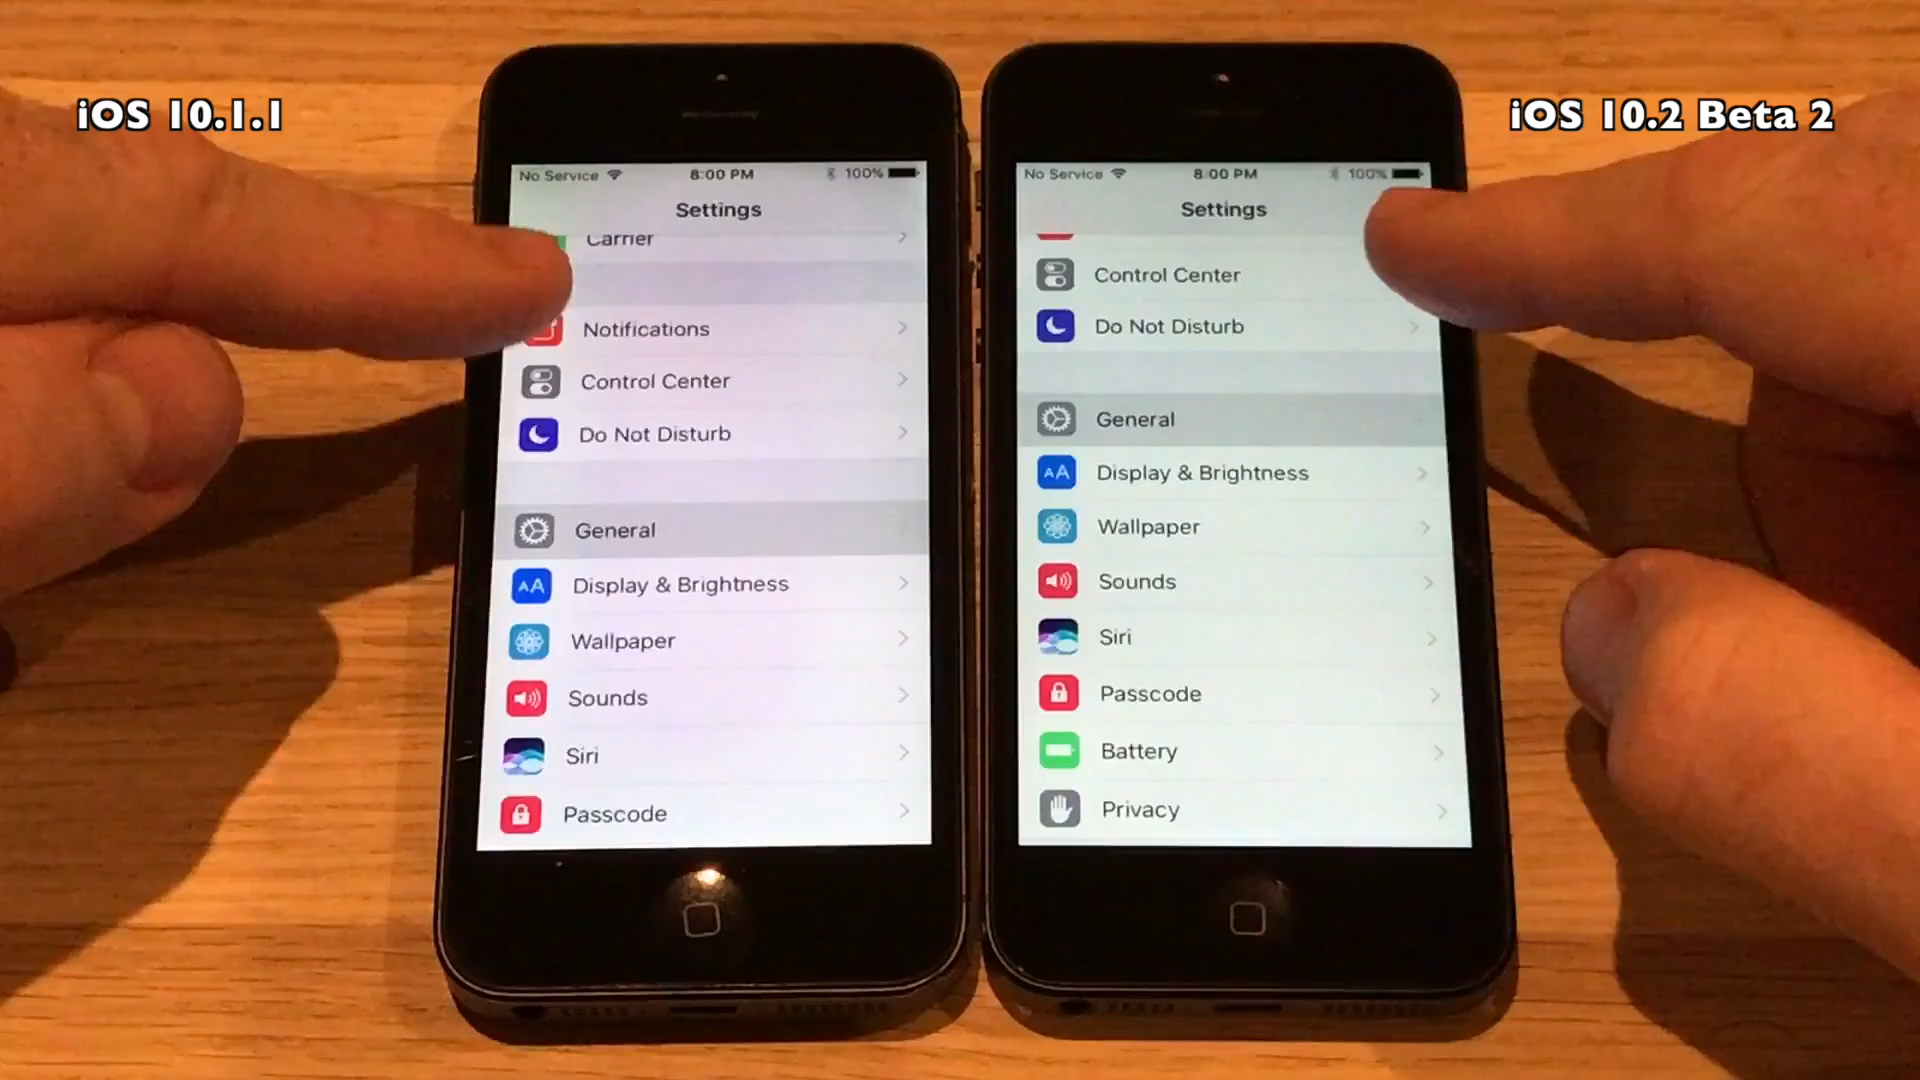 iOS 10.1.1
iOS 10.2 Beta 2
No Service 8:00 PM 100%
Settings
Carrier
Notifications
Control Center
Do Not Disturb
General
AA Display & Brightness
Wallpaper
Sounds
Siri
Passcode
No Service 8:00 PM 100%
Settings
Control Center
Do Not Disturb
General
AA Display & Brightness
Wallpaper
Sounds
Siri
Passcode
Battery
Privacy